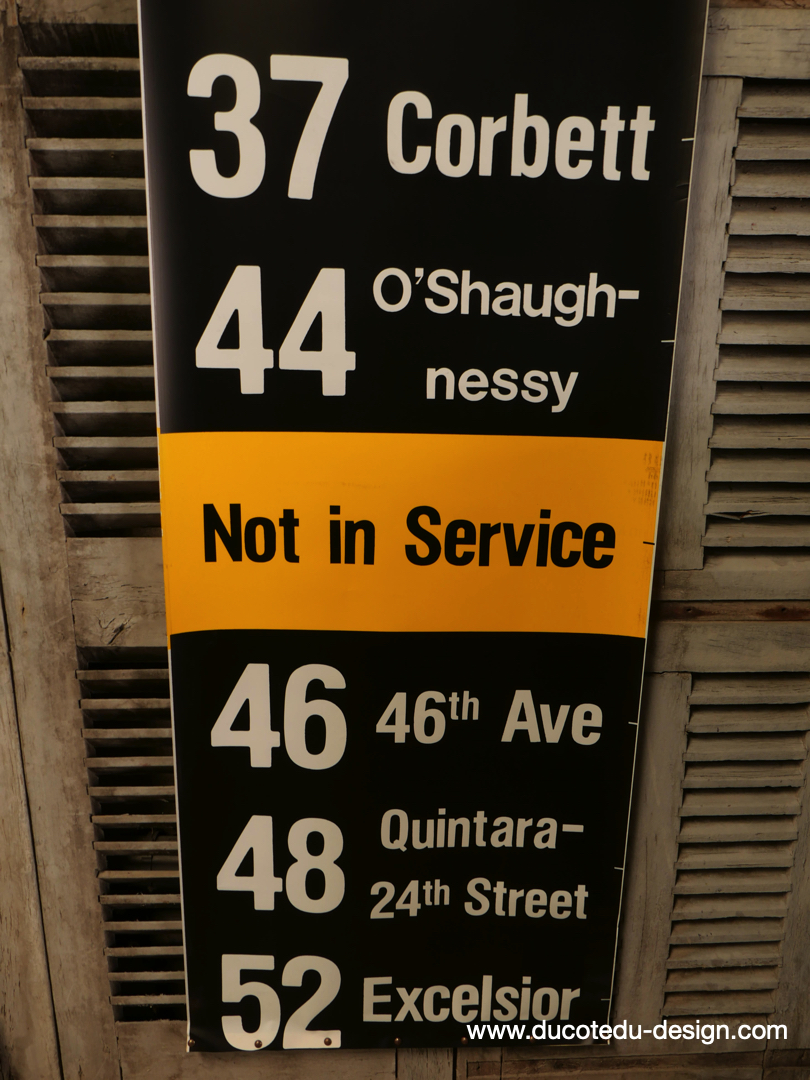 37 Corbett
44 O'Shaugh-
nessy
Not in Service
46 46th Ave
48 Quintara-
24th Street
52 Excelsior
www.ducotedu-design.com